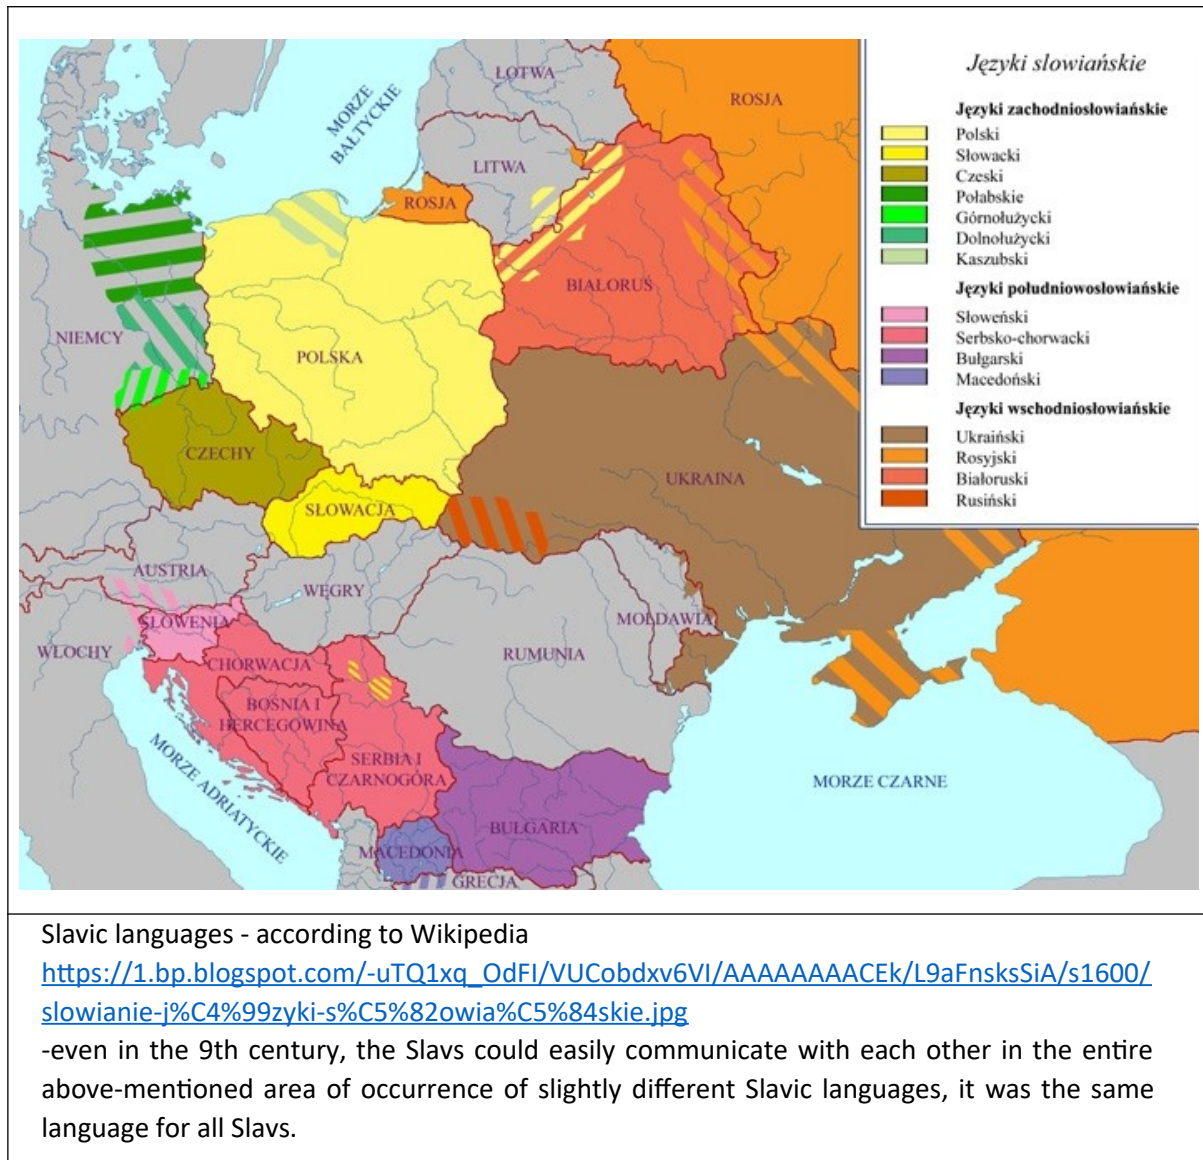 ŁOTWA
ROSJA
MORZE
BAŁTYCKIE
LITWA
ROSJA
BIAŁORUŚ
NIEMCY
POLSKA
CZECHY
UKRAINA
SŁOWACJA
AUSTRIA
WĘGRY
MOŁDAWIA
SŁOWENIA
WŁOCHY
CHORWACJA
RUMUNIA
BOŚNIA I
HERCEGOWINA
SERBIA I
CZARNOGÓRA
MORZE ADRIATYCKIE
MORZE CZARNE
BUŁGARIA
MACEDONIA
GRECJA
Języki slowiańskie
Języki zachodniosłowiańskie
Polski
Słowacki
Czeski
Połabskie
Górnołużycki
Dolnołużycki
Kaszubski
Języki południowosłowiańskie
Słoweński
Serbsko-chorwacki
Bułgarski
Macedoński
Języki wschodniosłowiańskie
Ukraiński
Rosyjski
Białoruski
Rusiński
Slavic languages - according to Wikipedia
https://1.bp.blogspot.com/-uTQ1xq_OdFI/VUCobdxv6VI/AAAAAAAACEk/L9aFnsksSiA/s1600/
slowianie-j%C4%99zyki-s%C5%82owia%C5%84skie.jpg
-even in the 9th century, the Slavs could easily communicate with each other in the entire
above-mentioned area of occurrence of slightly different Slavic languages, it was the same
language for all Slavs.